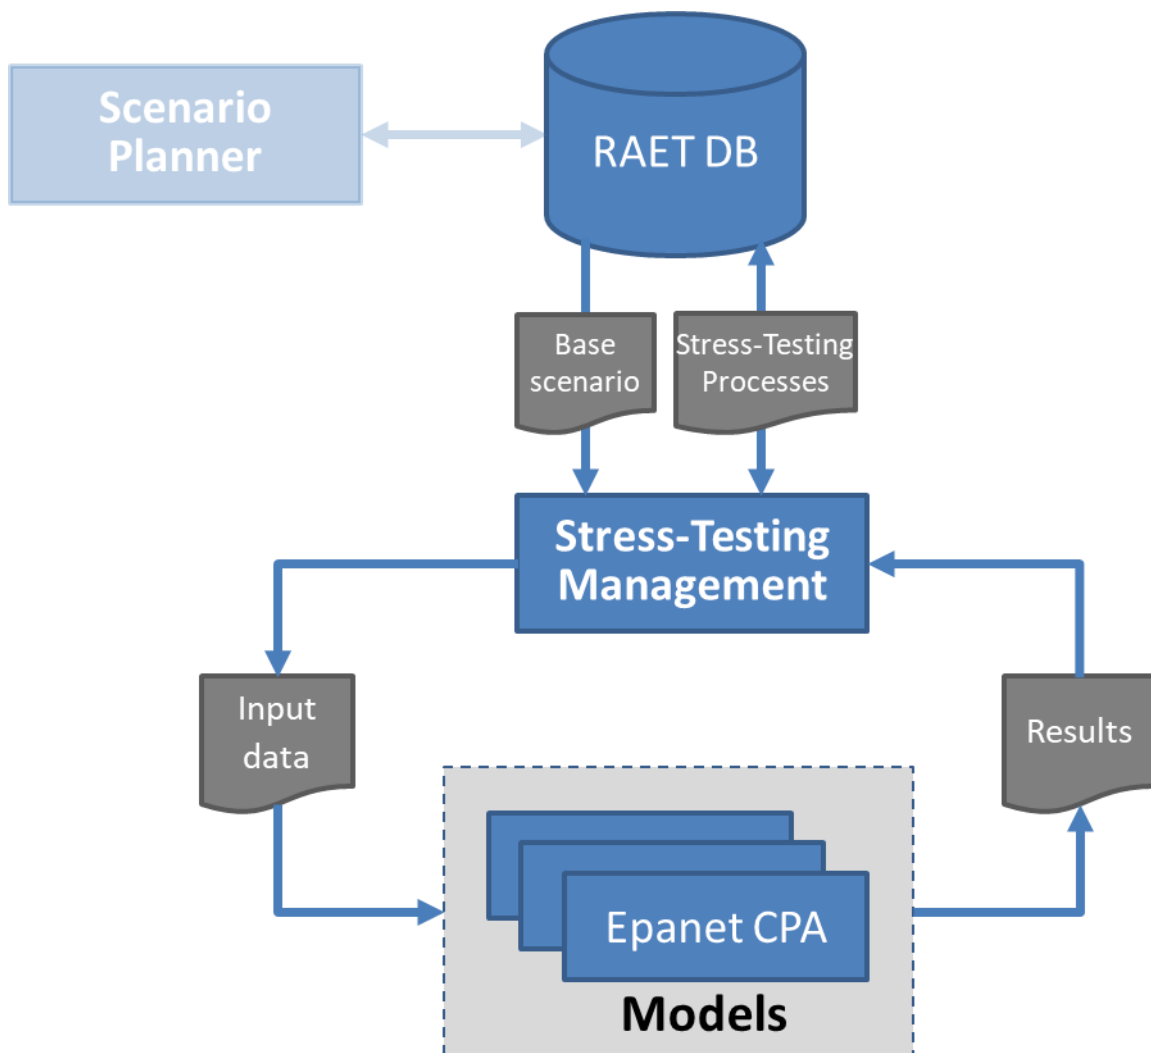 Scenario
Planner
RAET DB
Base
scenario
Stress-Testing
Processes
Stress-Testing
Management
Input
data
Results
Epanet CPA
Models